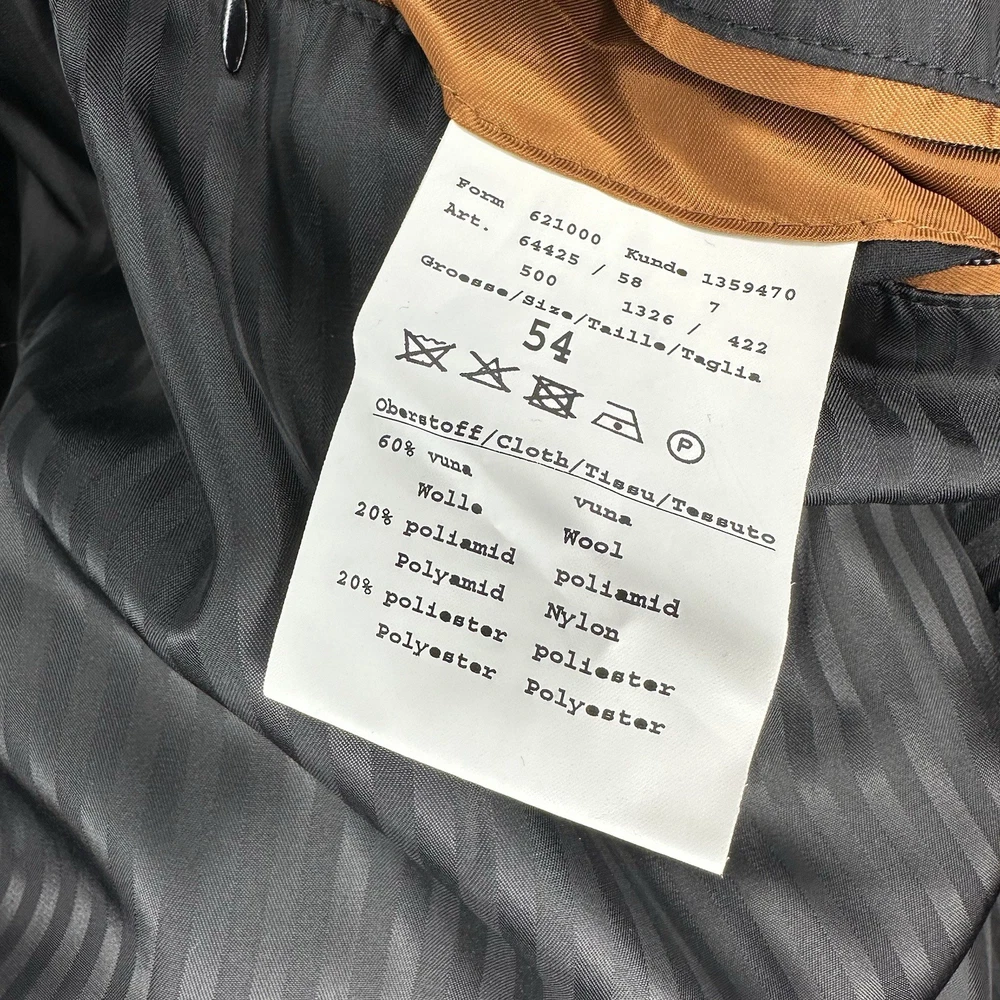 Form 621000 Kunde 1359470
Art. 64425 / 58 7
500 1326 / 422
Groesse/Size/Taille/Taglia
54
P
Oberstoff/Cloth/Tissu/Tessuto
60% vuna vuna
Wolle Wool
20% poliamid poliamid
Polyamid Nylon
20% poliester poliester
Polyester Polyester